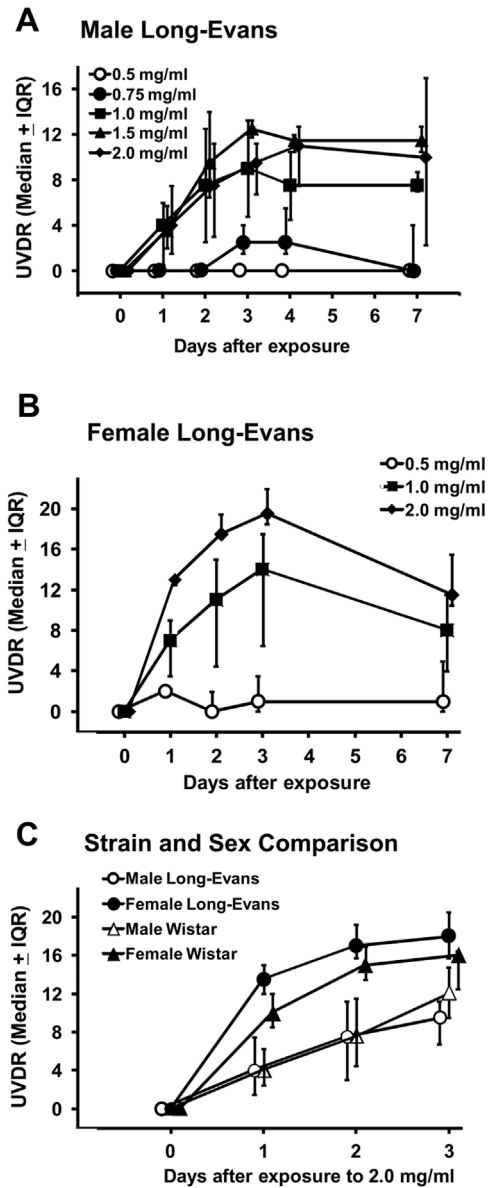 A
Male Long-Evans
0.5 mg/ml
0.75 mg/ml
1.0 mg/ml
1.5 mg/ml
2.0 mg/ml
16
12
8
4
0
UVDR (Median ± IQR)
0 1 2 3 4 5 6 7
Days after exposure
B
Female Long-Evans
0.5 mg/ml
1.0 mg/ml
2.0 mg/ml
20
16
12
8
4
0
UVDR (Median ± IQR)
0 1 2 3 4 5 6 7
Days after exposure
C
Strain and Sex Comparison
Male Long-Evans
Female Long-Evans
Male Wistar
Female Wistar
20
16
12
8
4
0
UVDR (Median ± IQR)
0 1 2 3
Days after exposure to 2.0 mg/ml